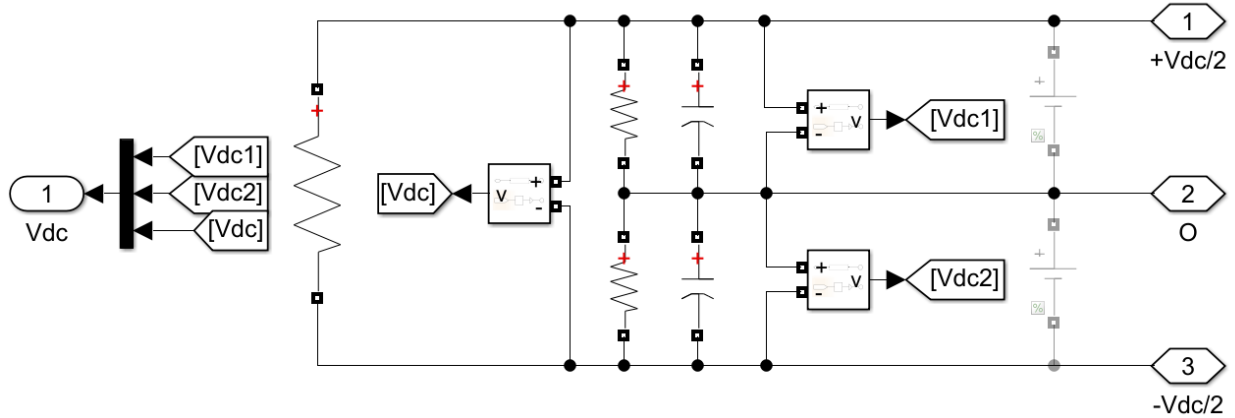 1
+Vdc/2
[Vdc1]
[Vdc1]
[Vdc2]
[Vdc]
1
Vdc
[Vdc]
v
+
-
+
-
v
+
%
2
O
+
-
v
[Vdc2]
+
%
3
-Vdc/2